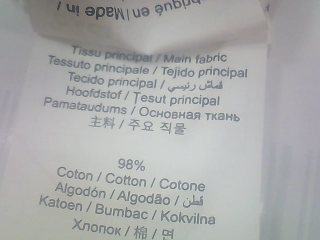 briqué en / Made in /
Tissu principal / Main fabric
Tessuto principale / Tejido principal
Tecido principal / قماش رئيسي
Hoofdstof / Țesut principal
Pamataudums / Основная ткань
主料 / 주요 직물
98%
Coton / Cotton / Cotone
Algodón / Algodão / قطن
Katoen / Bumbac / Kokvilna
Хлопок / 棉 / 면